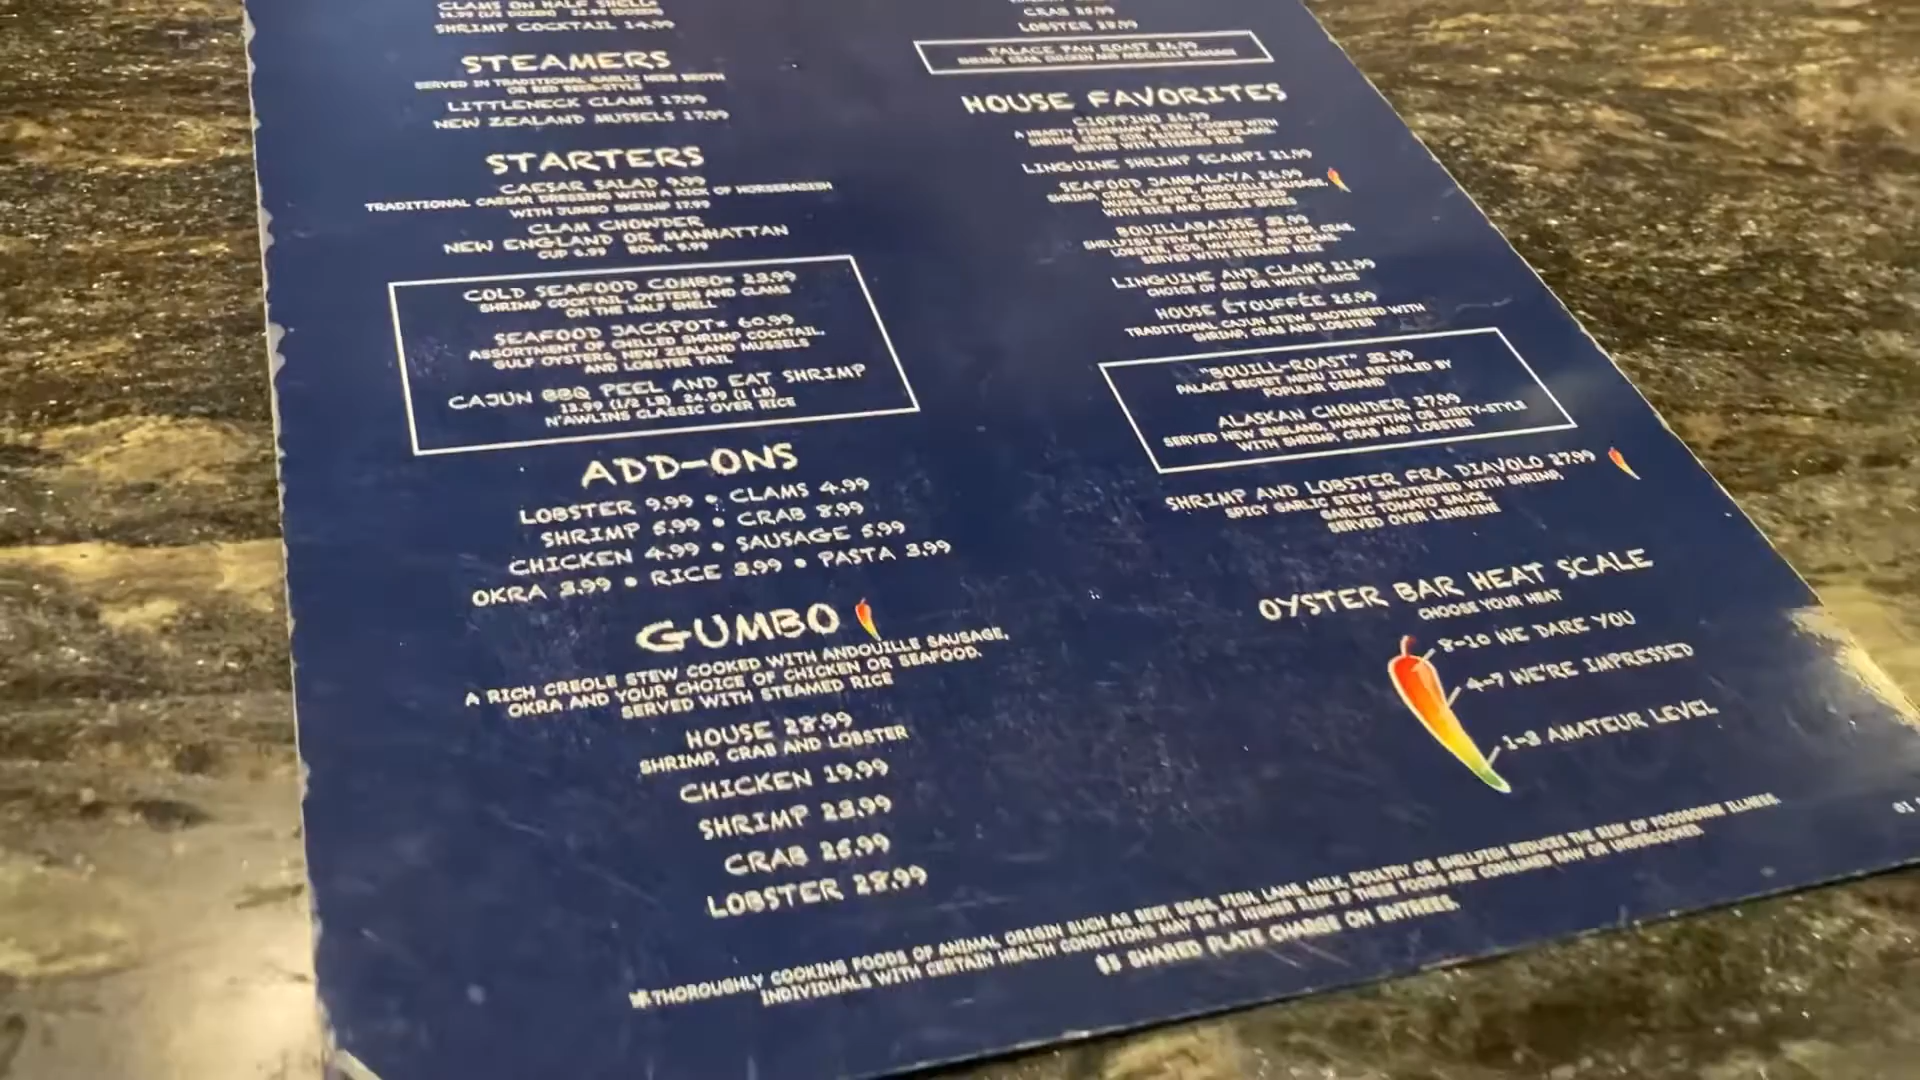 CLAMS ON HALF SHELL*
14.99 (1/2 DOZEN) 22.99 (DOZEN)
SHRIMP COCKTAIL 14.99
STEAMERS
SERVED IN TRADITIONAL GARLIC HERB BROTH
OR RED BEER-STYLE
LITTLENECK CLAMS 17.99
NEW ZEALAND MUSSELS 17.99
STARTERS
CAESAR SALAD 9.99
TRADITIONAL CAESAR DRESSING WITH A KICK OF HORSERADISH
WITH JUMBO SHRIMP 17.99
CLAM CHOWDER
NEW ENGLAND OR MANHATTAN
CUP 6.99 BOWL 9.99
COLD SEAFOOD COMBO* 23.99
SHRIMP COCKTAIL, OYSTERS AND CLAMS
ON THE HALF SHELL
SEAFOOD JACKPOT* 60.99
ASSORTMENT OF CHILLED SHRIMP COCKTAIL,
GULF OYSTERS, NEW ZEALAND MUSSELS
AND LOBSTER TAIL
CAJUN BBQ PEEL AND EAT SHRIMP
13.99 (1/2 LB) 24.99 (1 LB)
N'AWLINS CLASSIC OVER RICE
ADD-ONS
LOBSTER 9.99 • CLAMS 4.99
SHRIMP 5.99 • CRAB 8.99
CHICKEN 4.99 • SAUSAGE 5.99
OKRA 3.99 • RICE 3.99 • PASTA 3.99
GUMBO
A RICH CREOLE STEW COOKED WITH ANDOUILLE SAUSAGE,
OKRA AND YOUR CHOICE OF CHICKEN OR SEAFOOD.
SERVED WITH STEAMED RICE
HOUSE 28.99
SHRIMP, CRAB AND LOBSTER
CHICKEN 19.99
SHRIMP 23.99
CRAB 25.99
LOBSTER 28.99
CRAB
LOBSTER 28.99
PALACE PAN ROAST 26.99
SHRIMP, CRAB, CHICKEN AND ANDOUILLE SAUSAGE
HOUSE FAVORITES
CIOPPINO 26.99
A HEARTY FISHERMAN'S STEW COOKED WITH
SHRIMP, CRAB, COD, MUSSELS AND CLAMS.
SERVED WITH STEAMED RICE
LINGUINE SHRIMP SCAMPI 21.99
SEAFOOD JAMBALAYA 26.99
SHRIMP, CRAB, LOBSTER, ANDOUILLE SAUSAGE,
MUSSELS AND CLAMS BRAISED
WITH RICE AND CREOLE SPICES
BOUILLABAISSE 32.99
SHELLFISH STEW FEATURING SHRIMP, CRAB,
LOBSTER, COD, MUSSELS AND CLAMS.
SERVED WITH STEAMED RICE
LINGUINE AND CLAMS 21.99
CHOICE OF RED OR WHITE SAUCE
HOUSE ÉTOUFFÉE 25.99
TRADITIONAL CAJUN STEW SMOTHERED WITH
SHRIMP, CRAB AND LOBSTER
"BOUILL-ROAST" 32.99
PALACE SECRET MENU ITEM REVEALED BY
POPULAR DEMAND
ALASKAN CHOWDER 27.99
SERVED NEW ENGLAND, MANHATTAN OR DIRTY-STYLE
WITH SHRIMP, CRAB AND LOBSTER
SHRIMP AND LOBSTER FRA DIAVOLO 27.99
SPICY GARLIC STEW SMOTHERED WITH SHRIMP,
GARLIC TOMATO SAUCE,
SERVED OVER LINGUINE
OYSTER BAR HEAT SCALE
CHOOSE YOUR HEAT
8-10 WE DARE YOU
4-7 WE'RE IMPRESSED
1-3 AMATEUR LEVEL
*THOROUGHLY COOKING FOODS OF ANIMAL ORIGIN SUCH AS BEEF, EGGS, FISH, LAMB, MILK, POULTRY OR SHELLFISH REDUCES THE RISK OF FOODBORNE ILLNESS.
INDIVIDUALS WITH CERTAIN HEALTH CONDITIONS MAY BE AT HIGHER RISK IF THESE FOODS ARE CONSUMED RAW OR UNDERCOOKED.
$5 SHARED PLATE CHARGE ON ENTREES.
01